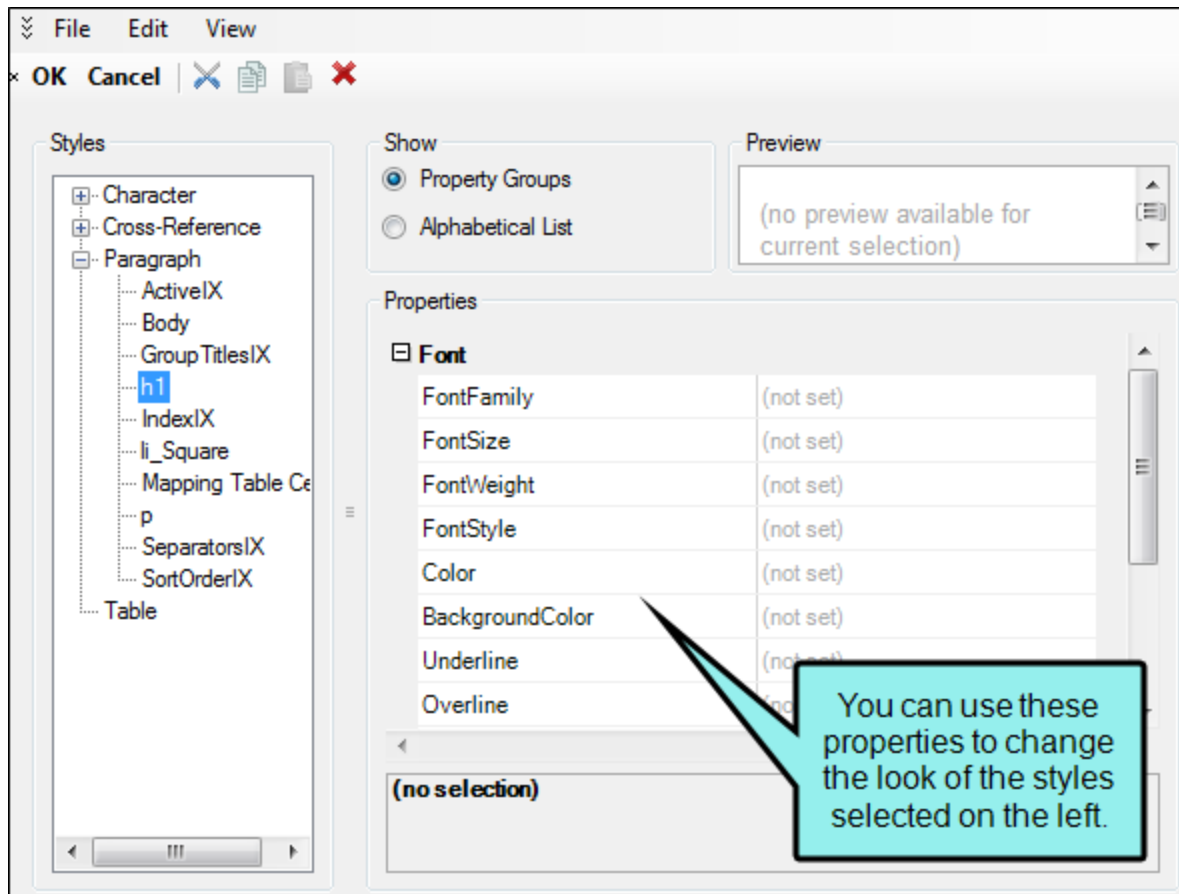 File Edit View
OK Cancel
Styles
Character
Cross-Reference
Paragraph
ActiveIX
Body
GroupTitlesIX
h1
IndexIX
li_Square
Mapping Table Ce
p
SeparatorsIX
SortOrderIX
Table
Show
Property Groups
Alphabetical List
Preview
(no preview available for
current selection)
Properties
Font
FontFamily (not set)
FontSize (not set)
FontWeight (not set)
FontStyle (not set)
Color (not set)
BackgroundColor (not set)
Underline (not set)
Overline
(no selection)
You can use these
properties to change
the look of the styles
selected on the left.